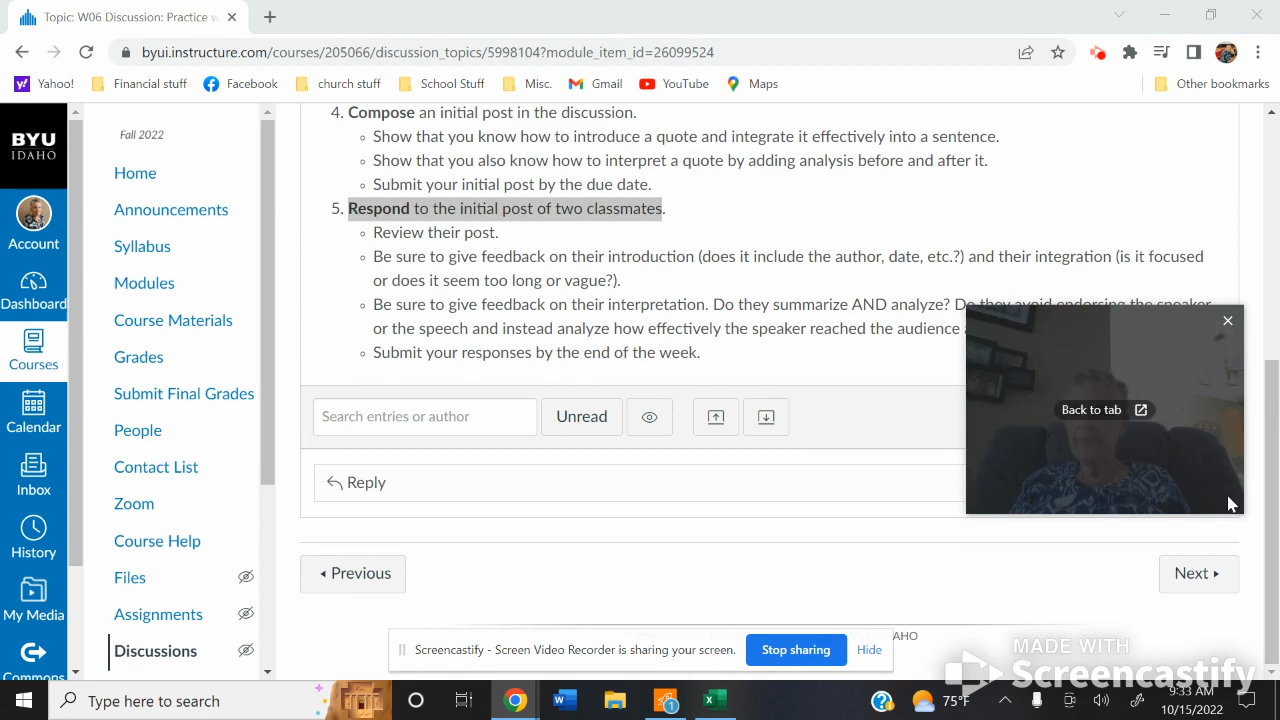 Topic: W06 Discussion: Practice w
byui.instructure.com/courses/205066/discussion_topics/5998104?module_item_id=26099524
Yahoo! Financial stuff Facebook church stuff School Stuff Misc. Gmail YouTube Maps Other bookmarks
BYU
IDAHO
Account
Dashboard
Courses
Calendar
Inbox
History
My Media
Commons
Fall 2022
Home
Announcements
Syllabus
Modules
Course Materials
Grades
Submit Final Grades
People
Contact List
Zoom
Course Help
Files
Assignments
Discussions
4. Compose an initial post in the discussion.
Show that you know how to introduce a quote and integrate it effectively into a sentence.
Show that you also know how to interpret a quote by adding analysis before and after it.
Submit your initial post by the due date.
5. Respond to the initial post of two classmates.
Review their post.
Be sure to give feedback on their introduction (does it include the author, date, etc.?) and their integration (is it focused
or does it seem too long or vague?).
Be sure to give feedback on their interpretation. Do they summarize AND analyze? Do they avoid endorsing the speaker
or the speech and instead analyze how effectively the speaker reached the audience
Submit your responses by the end of the week.
Back to tab
Search entries or author Unread
Reply
Previous Next
AHO
Screencastify - Screen Video Recorder is sharing your screen. Stop sharing Hide
MADE WITH
Screencastify
Type here to search
75°F
9:33 AM
10/15/2022